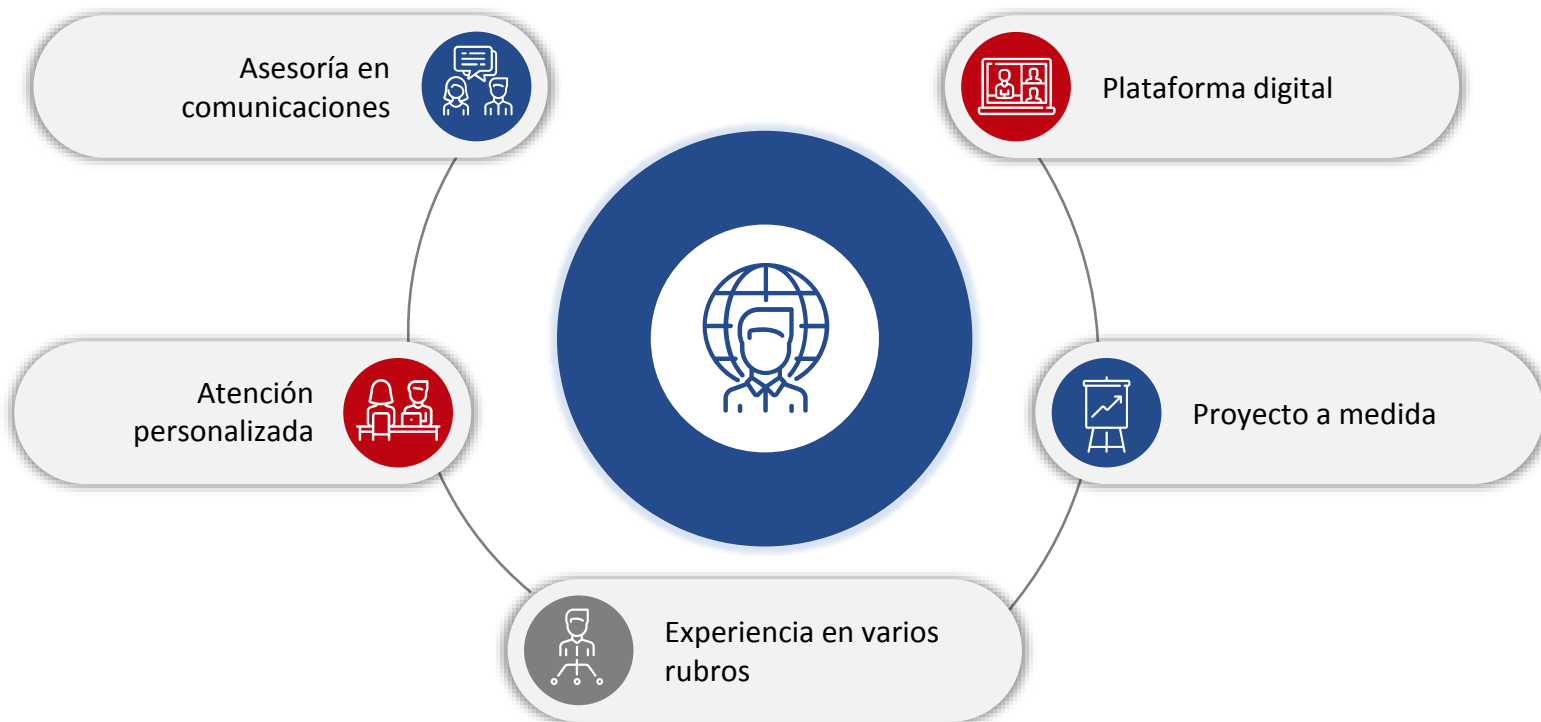 Asesoría en
comunicaciones
Plataforma digital
Atención
personalizada
Proyecto a medida
Experiencia en varios
rubros